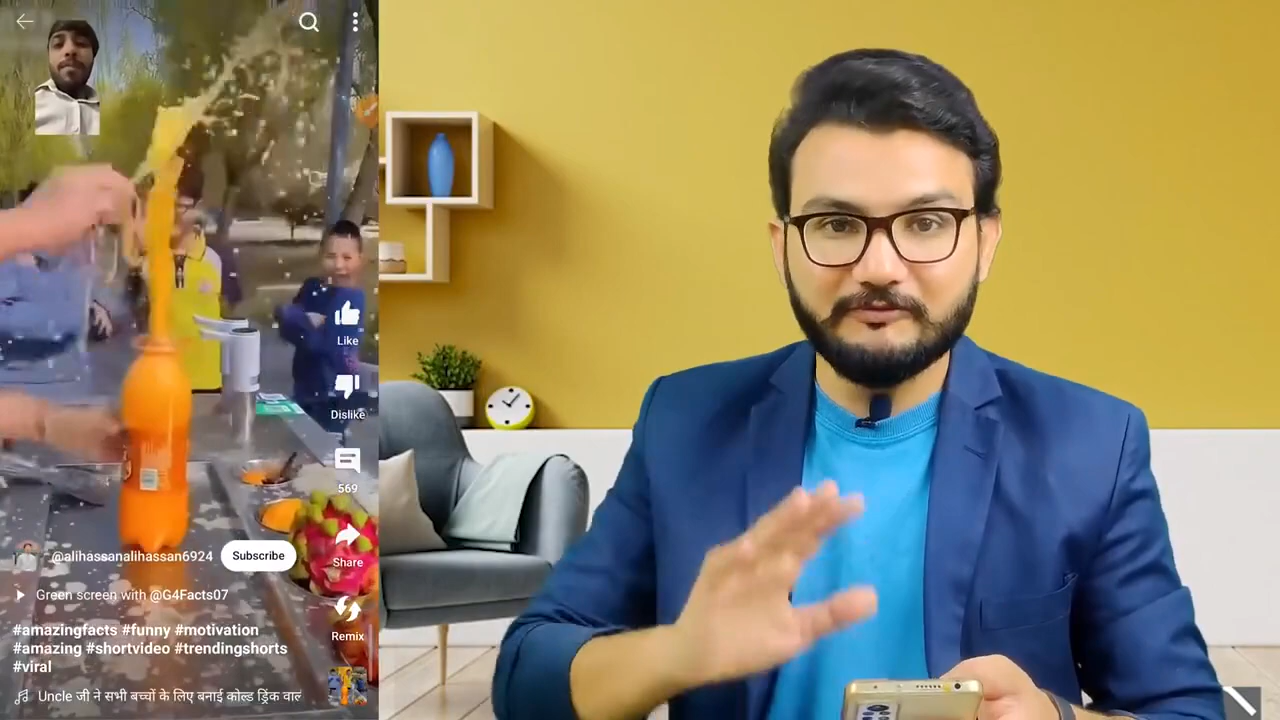 Like
Dislike
569
@alihassanalihassan6924
Subscribe
Share
Green screen with @G4Facts07
#amazingfacts #funny #motivation
#amazing #shortvideo #trendingshorts
#viral
Remix
Uncle जी ने सभी बच्चों के लिए बनाई कोल्ड ड्रिंक वाल